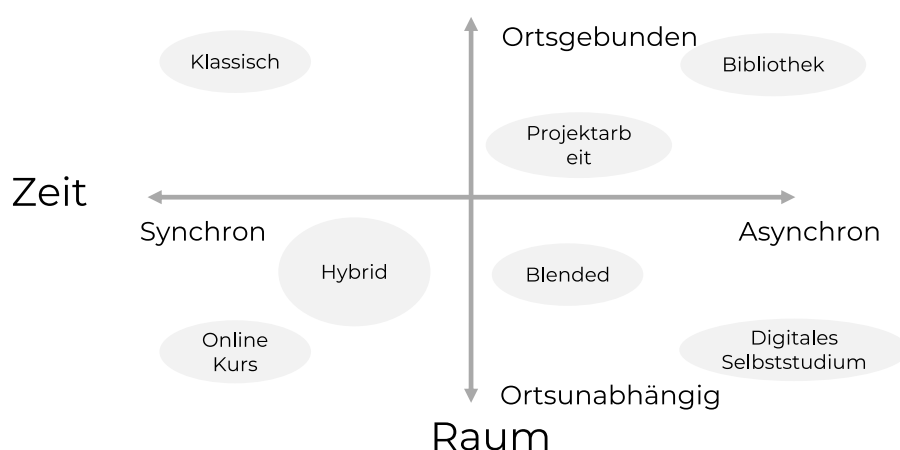 Ortsgebunden
Klassisch
Bibliothek
Projektarb
eit
Zeit
Synchron
Asynchron
Hybrid
Blended
Online
Kurs
Digitales
Selbststudium
Ortsunabhängig
Raum